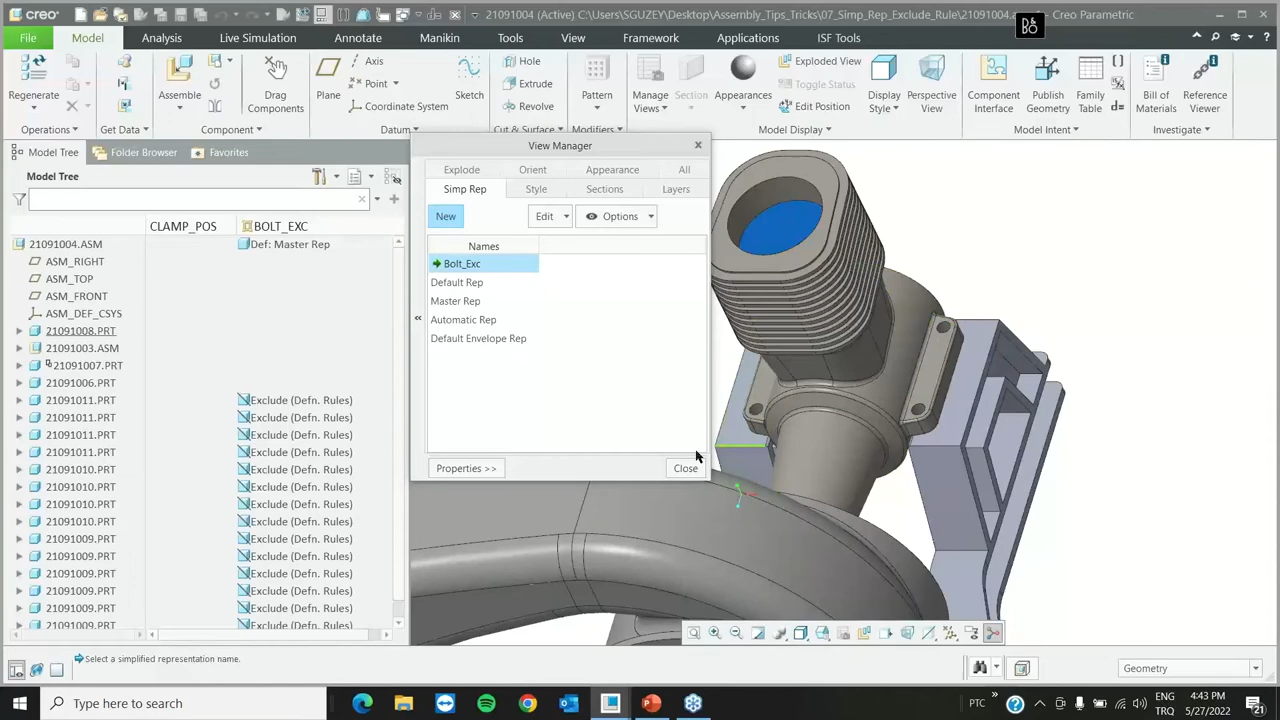 creo
21091004 (Active) C:\Users\SGUZEY\Desktop\Assembly_Tips_Tricks\07_Simp_Rep_Exclude_Rule\21091004.a
Creo Parametric
File
Model
Analysis
Live Simulation
Annotate
Manikin
Tools
View
Framework
Applications
ISF Tools
Regenerate
Assemble
Drag Components
Plane
Axis
Point
Coordinate System
Sketch
Hole
Extrude
Revolve
Pattern
Manage Views
Section
Appearances
Exploded View
Toggle Status
Edit Position
Display Style
Perspective View
Component Interface
Publish Geometry
Family Table
Bill of Materials
Reference Viewer
Operations
Get Data
Component
Datum
Cut & Surface
Modifiers
Model Display
Model Intent
Investigate
Model Tree
Folder Browser
Favorites
Model Tree
CLAMP_POS
BOLT_EXC
21091004.ASM
Def: Master Rep
ASM_RIGHT
ASM_TOP
ASM_FRONT
ASM_DEF_CSYS
21091008.PRT
21091003.ASM
21091007.PRT
21091006.PRT
21091011.PRT Exclude (Defn. Rules)
21091011.PRT Exclude (Defn. Rules)
21091011.PRT Exclude (Defn. Rules)
21091011.PRT Exclude (Defn. Rules)
21091010.PRT Exclude (Defn. Rules)
21091010.PRT Exclude (Defn. Rules)
21091010.PRT Exclude (Defn. Rules)
21091010.PRT Exclude (Defn. Rules)
21091009.PRT Exclude (Defn. Rules)
21091009.PRT Exclude (Defn. Rules)
21091009.PRT Exclude (Defn. Rules)
21091009.PRT Exclude (Defn. Rules)
21091009.PRT Exclude (Defn. Rules)
21091009.PRT Exclude (Defn. Rules)
View Manager
Explode
Orient
Appearance
All
Simp Rep
Style
Sections
Layers
New
Edit
Options
Names
Bolt_Exc
Default Rep
Master Rep
Automatic Rep
Default Envelope Rep
Properties >>
Close
Select a simplified representation name.
Geometry
Type here to search
PTC
ENG
TRQ
4:43 PM
5/27/2022
21